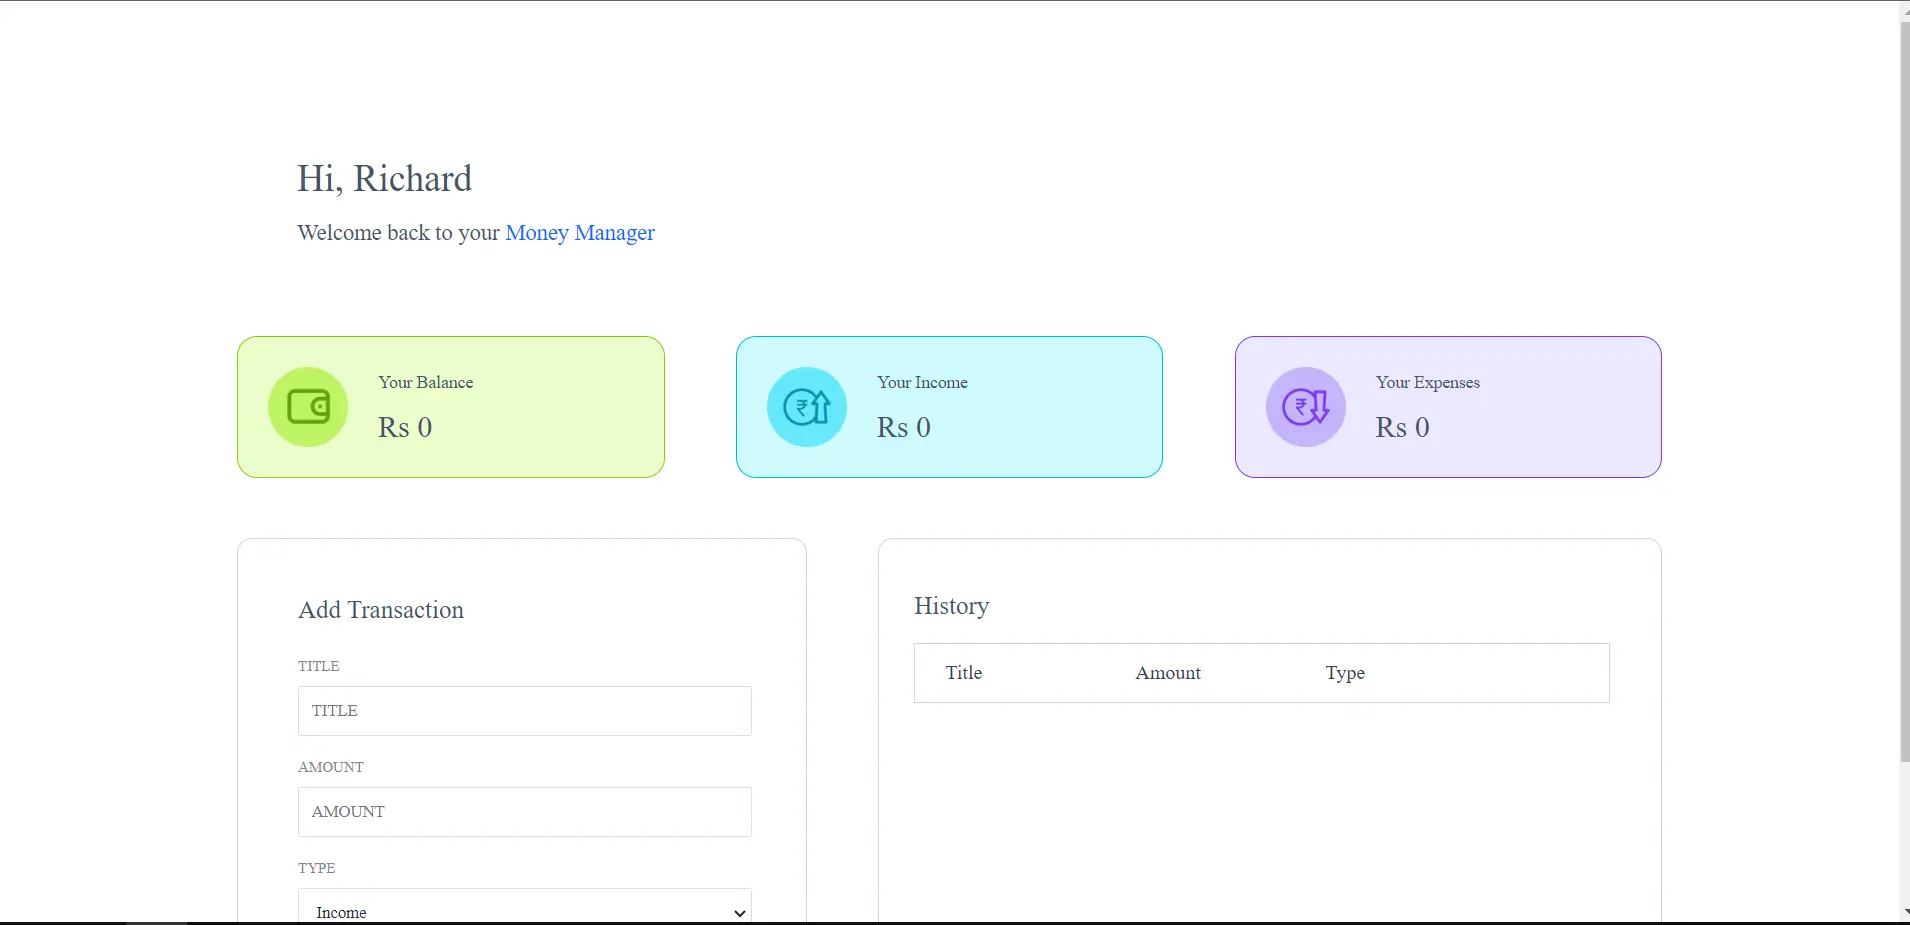 Hi, Richard
Welcome back to your Money Manager
Your Balance
Rs 0
₹
Your Income
Rs 0
₹
Your Expenses
Rs 0
Add Transaction
TITLE
TITLE
AMOUNT
AMOUNT
TYPE
Income
History
Title Amount Type